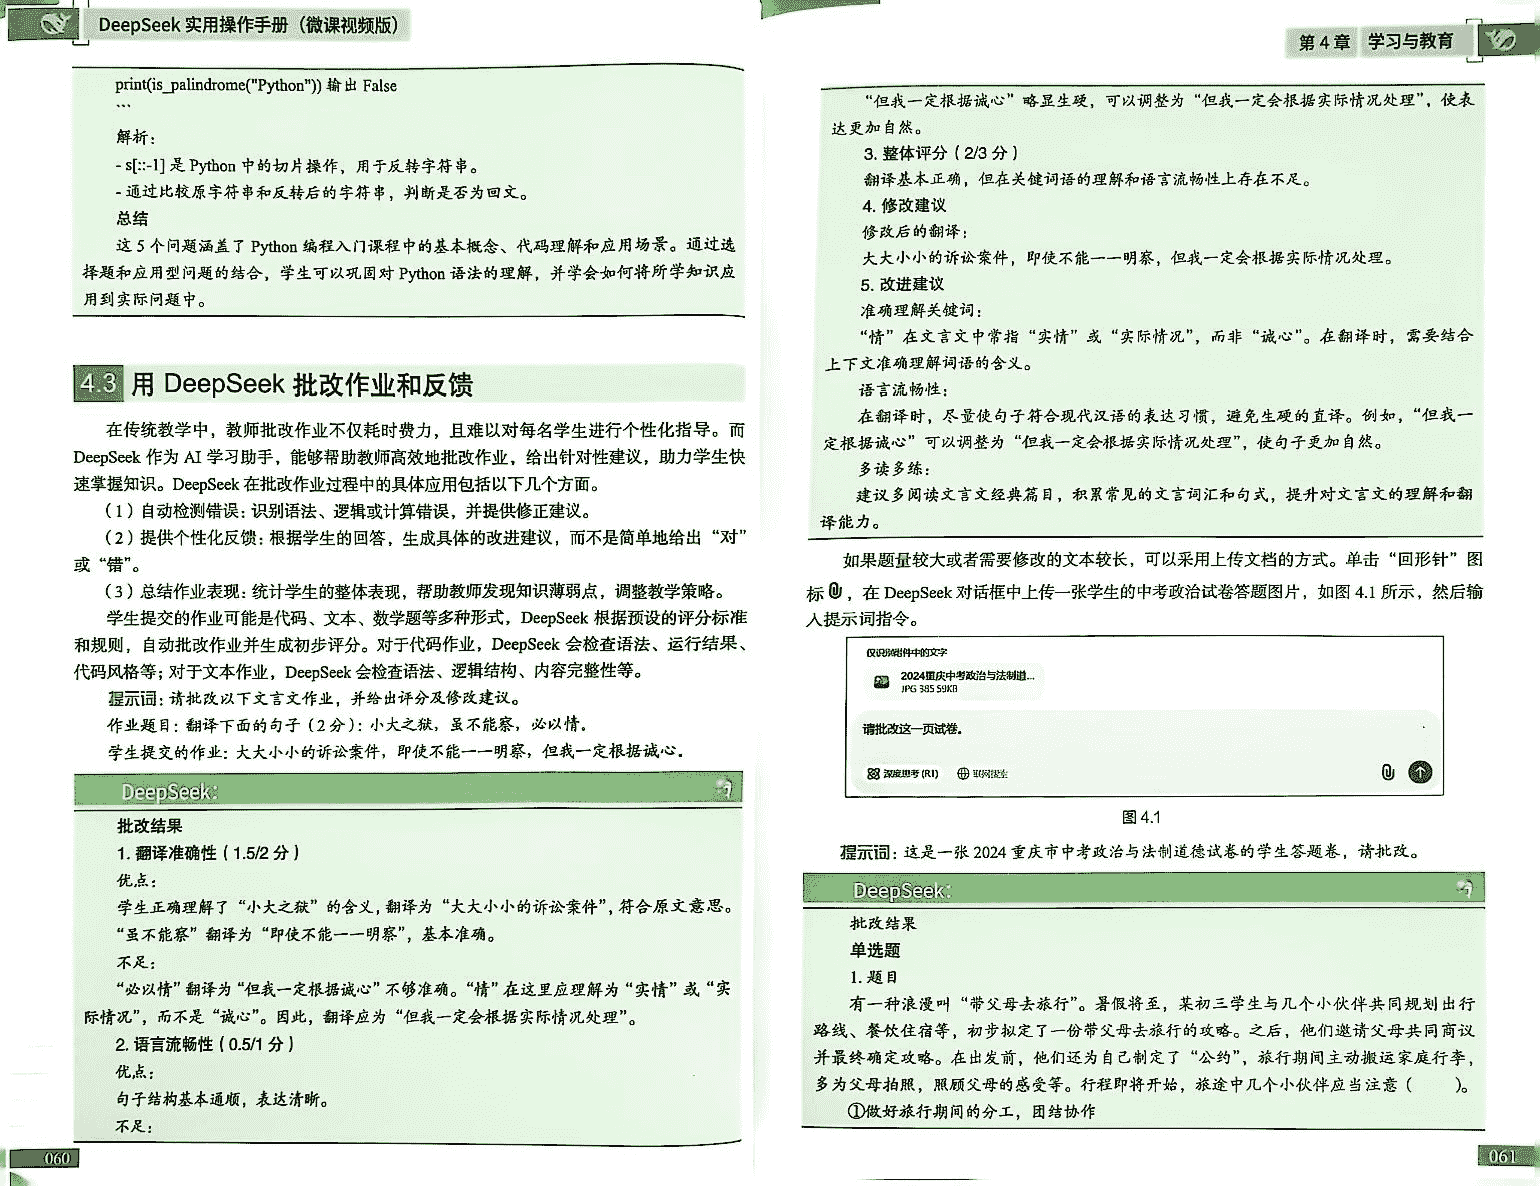 DeepSeek 实用操作手册（微课视频版）
print(is_palindrome("Python")) 输出 False
```
解析：
- s[::-1] 是 Python 中的切片操作，用于反转字符串。
- 通过比较原字符串和反转后的字符串，判断是否为回文。
总结
这 5 个问题涵盖了 Python 编程入门课程中的基本概念、代码理解和应用场景。通过选
择题和应用型问题的结合，学生可以巩固对 Python 语法的理解，并学会如何将所学知识应
用到实际问题中。
4.3 用 DeepSeek 批改作业和反馈
在传统教学中，教师批改作业不仅耗时费力，且难以对每名学生进行个性化指导。而
DeepSeek 作为 AI 学习助手，能够帮助教师高效地批改作业，给出针对性建议，助力学生快
速掌握知识。DeepSeek 在批改作业过程中的具体应用包括以下几个方面。
（1）自动检测错误：识别语法、逻辑或计算错误，并提供修正建议。
（2）提供个性化反馈：根据学生的回答，生成具体的改进建议，而不是简单地给出“对”
或“错”。
（3）总结作业表现：统计学生的整体表现，帮助教师发现知识薄弱点，调整教学策略。
学生提交的作业可能是代码、文本、数学题等多种形式，DeepSeek 根据预设的评分标准
和规则，自动批改作业并生成初步评分。对于代码作业，DeepSeek 会检查语法、运行结果、
代码风格等；对于文本作业，DeepSeek 会检查语法、逻辑结构、内容完整性等。
提示词：请批改以下文言文作业，并给出评分及修改建议。
作业题目：翻译下面的句子（2 分）：小大之狱，虽不能察，必以情。
学生提交的作业：大大小小的诉讼案件，即使不能一一明察，但我一定根据诚心。
DeepSeek：
批改结果
1. 翻译准确性（1.5/2 分）
优点：
学生正确理解了“小大之狱”的含义，翻译为“大大小小的诉讼案件”，符合原文意思。
“虽不能察”翻译为“即使不能一一明察”，基本准确。
不足：
“必以情”翻译为“但我一定根据诚心”不够准确。“情”在这里应理解为“实情”或“实
际情况”，而不是“诚心”。因此，翻译应为“但我一定会根据实际情况处理”。
2. 语言流畅性（0.5/1 分）
优点：
句子结构基本通顺，表达清晰。
不足：
060
第 4 章 学习与教育
“但我一定根据诚心”略显生硬，可以调整为“但我一定会根据实际情况处理”，使表
达更加自然。
3. 整体评分（2/3 分）
翻译基本正确，但在关键词语的理解和语言流畅性上存在不足。
4. 修改建议
修改后的翻译：
大大小小的诉讼案件，即使不能一一明察，但我一定会根据实际情况处理。
5. 改进建议
准确理解关键词：
“情”在文言文中常指“实情”或“实际情况”，而非“诚心”。在翻译时，需要结合
上下文准确理解词语的含义。
语言流畅性：
在翻译时，尽量使句子符合现代汉语的表达习惯，避免生硬的直译。例如，“但我一
定根据诚心”可以调整为“但我一定会根据实际情况处理”，使句子更加自然。
多读多练：
建议多阅读文言文经典篇目，积累常见的文言词汇和句式，提升对文言文的理解和翻
译能力。
如果题量较大或者需要修改的文本较长，可以采用上传文档的方式。单击“回形针”图
标，在 DeepSeek 对话框中上传一张学生的中考政治试卷答题图片，如图 4.1 所示，然后输
入提示词指令。
仅识别附件中的文字
2024重庆中考政治与法制道...
JPG 385.59KB
请批改这一页试卷。
深度思考 (R1) 联网搜索
图 4.1
提示词：这是一张 2024 重庆市中考政治与法制道德试卷的学生答题卷，请批改。
DeepSeek：
批改结果
单选题
1. 题目
有一种浪漫叫“带父母去旅行”。暑假将至，某初三学生与几个小伙伴共同规划出行
路线、餐饮住宿等，初步拟定了一份带父母去旅行的攻略。之后，他们邀请父母共同商议
并最终确定攻略。在出发前，他们还为自己制定了“公约”，旅行期间主动搬运家庭行李，
多为父母拍照，照顾父母的感受等。行程即将开始，旅途中几个小伙伴应当注意（　　）。
①做好旅行期间的分工，团结协作
061